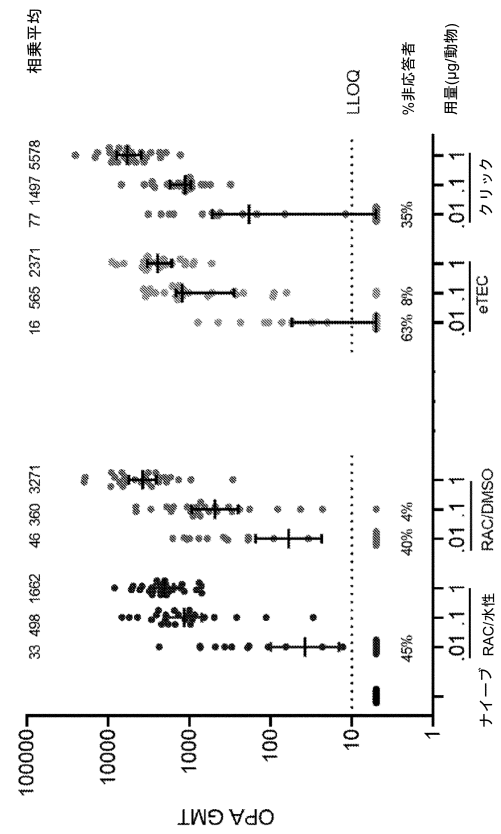 33 498 1662 46 360 3271 16 565 2371 77 1497 5578 相乗平均
100000
10000
1000
100
10
1
OPA GMT
LLOQ
45% 40% 4% 63% 8% 35% %非応答者
.01 .1 1 .01 .1 1 .01 .1 1 .01 .1 1 用量(μg/動物)
ナイーブ RAC/水性 RAC/DMSO eTEC クリック